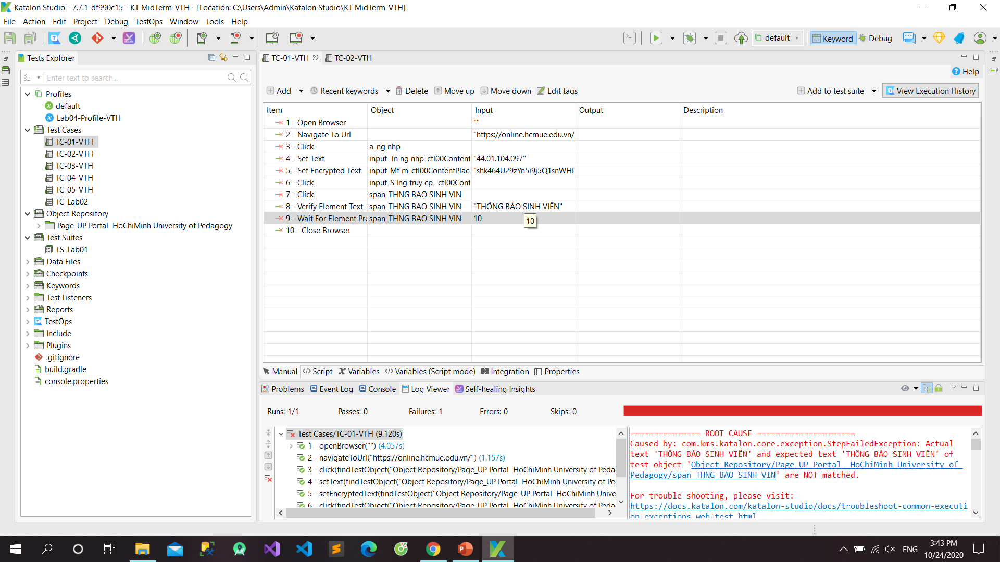 Katalon Studio - 7.7.1-df990c15 - KT MidTerm-VTH - [Location: C:\Users\Admin\Katalon Studio\KT MidTerm-VTH]
File Action Edit Project Debug TestOps Window Tools Help
default Keyword Debug
Tests Explorer
Enter text to search...
Profiles
default
Lab04-Profile-VTH
Test Cases
TC-01-VTH
TC-02-VTH
TC-03-VTH
TC-04-VTH
TC-05-VTH
TC-Lab02
Object Repository
Page_UP Portal HoChiMinh University of Pedagogy
Test Suites
TS-Lab01
Data Files
Checkpoints
Keywords
Test Listeners
Reports
TestOps
Include
Plugins
.gitignore
build.gradle
console.properties
TC-01-VTH TC-02-VTH
Help
Add Recent keywords Delete Move up Move down Edit tags Add to test suite View Execution History
Item Object Input Output Description
1 - Open Browser ""
2 - Navigate To Url "https://online.hcmue.edu.vn/
3 - Click a_ng nhp
4 - Set Text input_Tn ng nhp_ctl00Content "44.01.104.097"
5 - Set Encrypted Text input_Mt m_ctl00ContentPlac "shk464U29zYn5i9j5Q1snWHF
6 - Click input_S lng truy cp _ctl00Cont
7 - Click span_THNG BAO SINH VIN
8 - Verify Element Text span_THNG BAO SINH VIN "THÔNG BÁO SINH VIÊN"
9 - Wait For Element Pre span_THNG BAO SINH VIN 10
10
10 - Close Browser
Manual Script Variables Variables (Script mode) Integration Properties
Problems Event Log Console Log Viewer Self-healing Insights
Runs: 1/1 Passes: 0 Failures: 1 Errors: 0 Skips: 0
Test Cases/TC-01-VTH (9.120s)
1 - openBrowser("") (4.057s)
2 - navigateToUrl("https://online.hcmue.edu.vn/") (1.157s)
3 - click(findTestObject("Object Repository/Page_UP Portal HoChiMinh University of Peda
4 - setText(findTestObject("Object Repository/Page_UP Portal HoChiMinh University of Pe
5 - setEncryptedText(findTestObject("Object Repository/Page_UP Portal HoChiMinh Unive
6 - click(findTestObject("Object Repository/Page_UP Portal HoChiMinh University of Peda
=============== ROOT CAUSE =====================
Caused by: com.kms.katalon.core.exception.StepFailedException: Actual
text 'THÔNG BÁO SINH VIÊN' and expected text 'THÔNG BÁO SINH VIÊN' of
test object 'Object Repository/Page_UP Portal HoChiMinh University of
Pedagogy/span_THNG BAO SINH VIN' are NOT matched.
For trouble shooting, please visit:
https://docs.katalon.com/katalon-studio/docs/troubleshoot-common-executi
on-exceptions-web-test.html
ENG
3:43 PM
10/24/2020